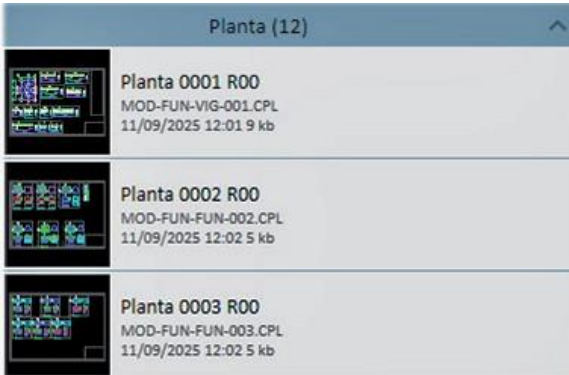 Planta (12)
Planta 0001 R00
MOD-FUN-VIG-001.CPL
11/09/2025 12:01 9 kb
Planta 0002 R00
MOD-FUN-FUN-002.CPL
11/09/2025 12:02 5 kb
Planta 0003 R00
MOD-FUN-FUN-003.CPL
11/09/2025 12:02 5 kb